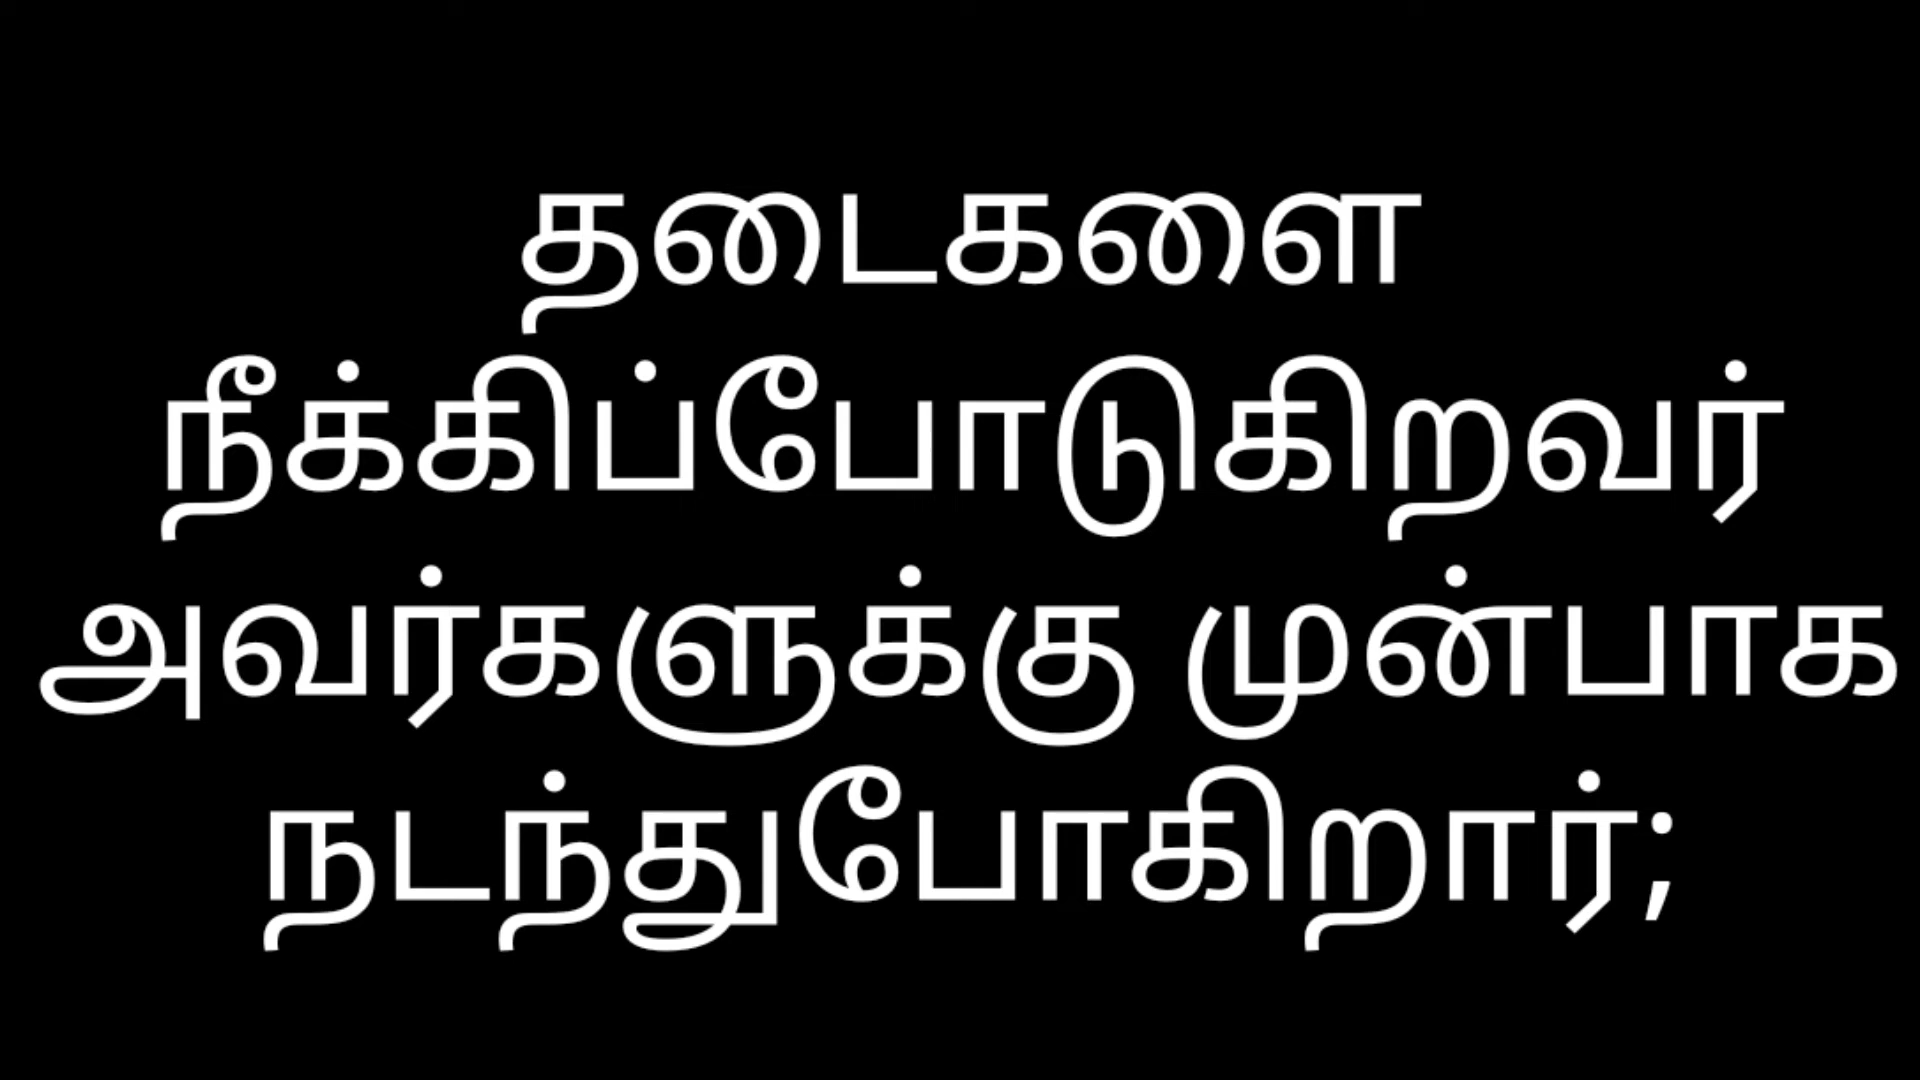 தடைகளை
நீக்கிப்போடுகிறவர்
அவர்களுக்கு முன்பாக
நடந்துபோகிறார்;